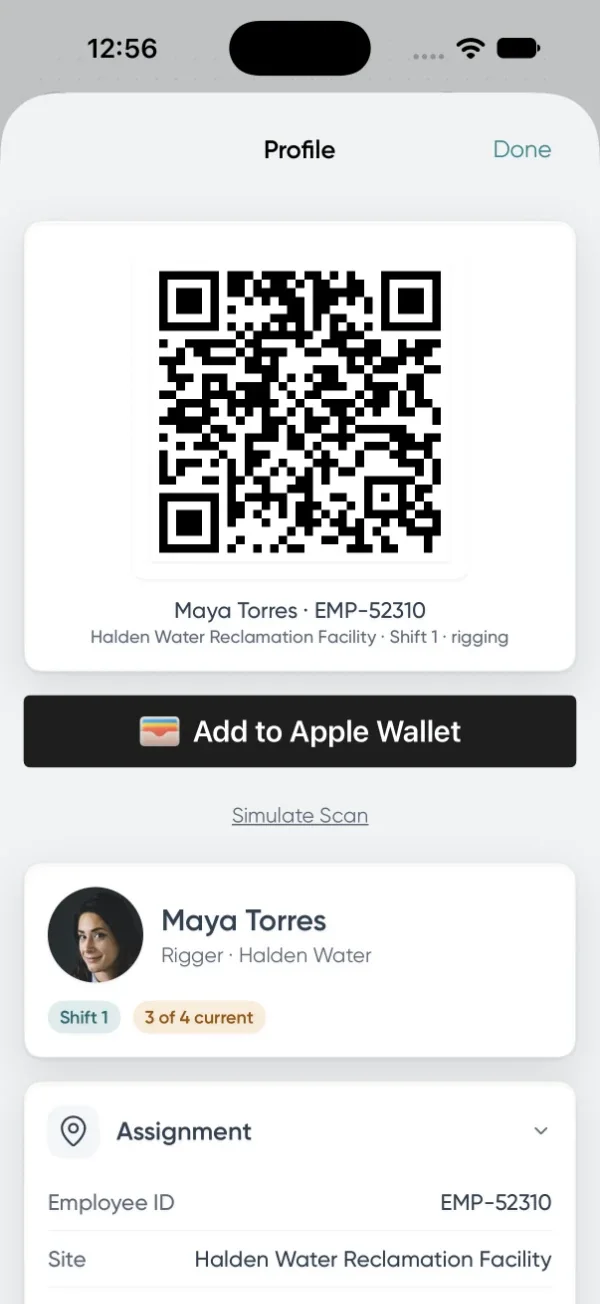 12:56
Profile
Done
Maya Torres · EMP-52310
Halden Water Reclamation Facility · Shift 1 · rigging
Add to Apple Wallet
Simulate Scan
Maya Torres
Rigger · Halden Water
Shift 1
3 of 4 current
Assignment
Employee ID
EMP-52310
Site
Halden Water Reclamation Facility